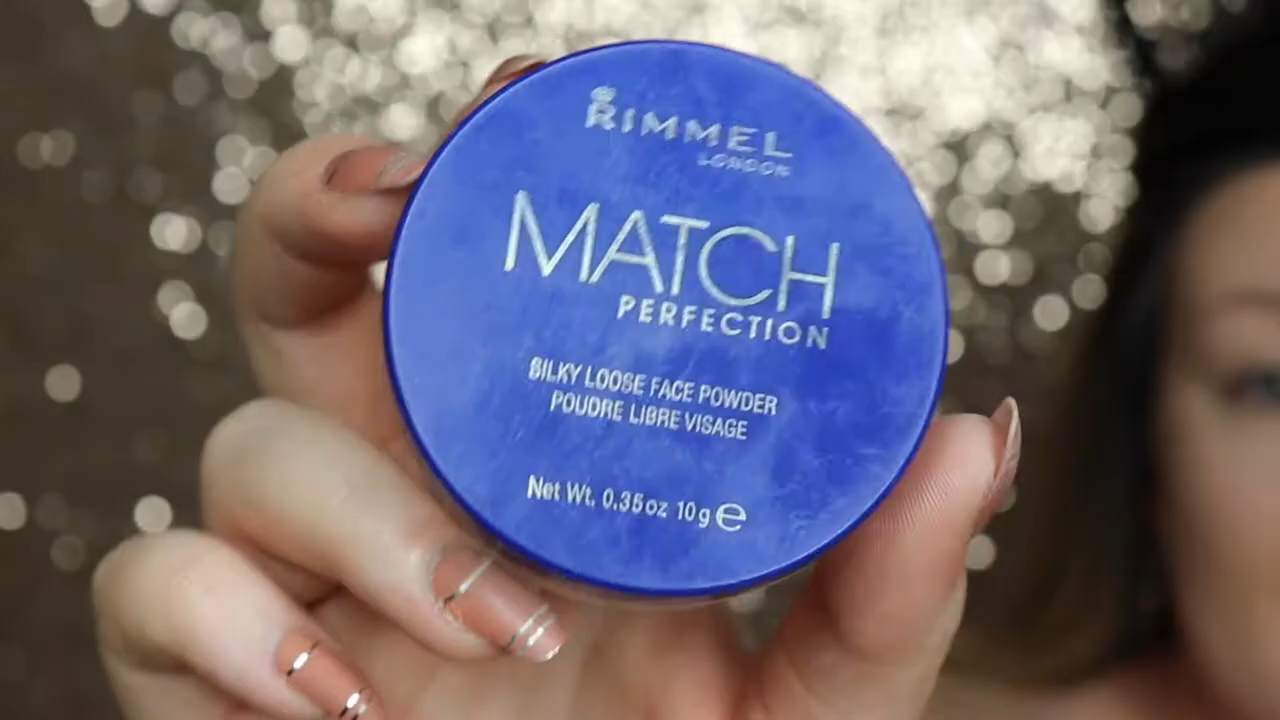 RIMMEL
LONDON
MATCH
PERFECTION
SILKY LOOSE FACE POWDER
POUDRE LIBRE VISAGE
Net Wt. 0.35oz 10g ℮